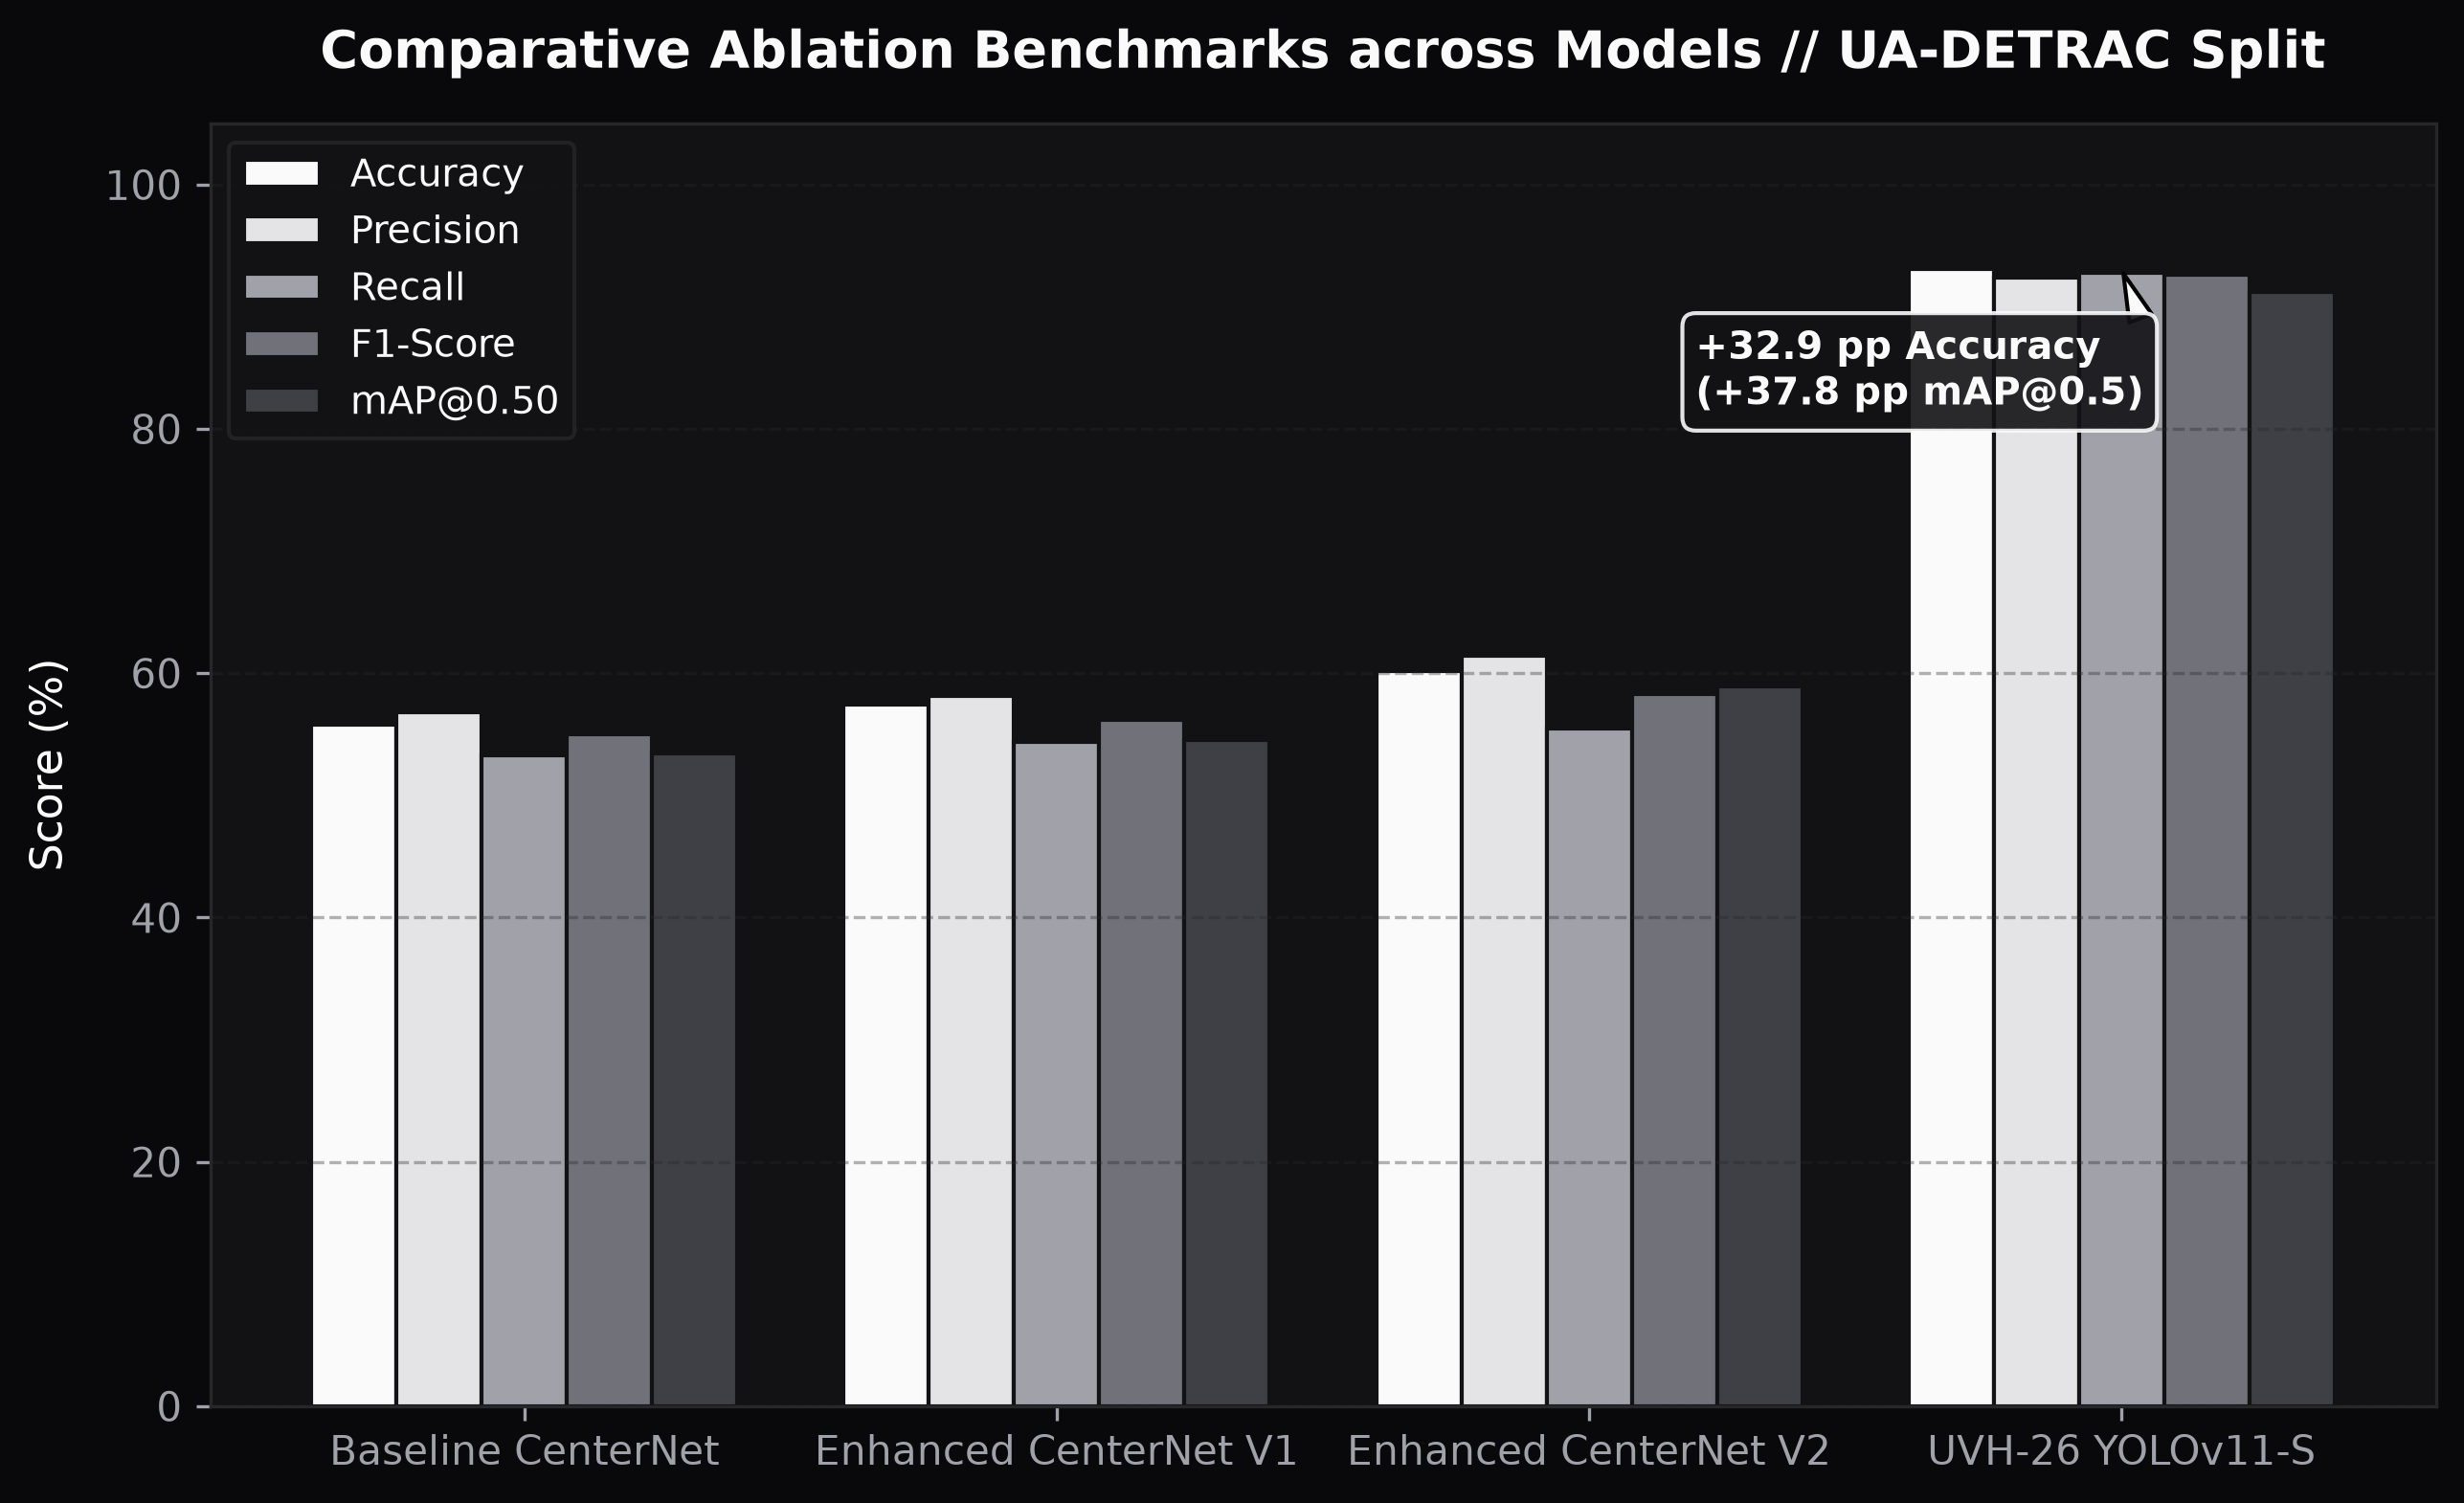 Comparative Ablation Benchmarks across Models // UA-DETRAC Split
Accuracy
Precision
Recall
F1-Score
mAP@0.50
+32.9 pp Accuracy
(+37.8 pp mAP@0.5)
Score (%)
100
80
60
40
20
0
Baseline CenterNet
Enhanced CenterNet V1
Enhanced CenterNet V2
UVH-26 YOLOv11-S